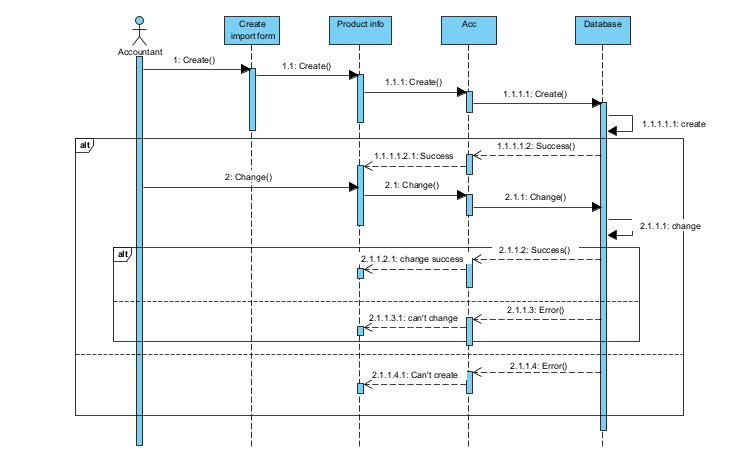 Accountant
Create
import form
Product info
Acc
Database
1: Create()
1.1: Create()
1.1.1: Create()
1.1.1.1: Create()
1.1.1.1.1: create
alt
1.1.1.1.2: Success()
1.1.1.1.2.1: Success
2: Change()
2.1: Change()
2.1.1: Change()
2.1.1.1: change
alt
2.1.1.2: Success()
2.1.1.2.1: change success
2.1.1.3: Error()
2.1.1.3.1: can't change
2.1.1.4: Error()
2.1.1.4.1: Can't create